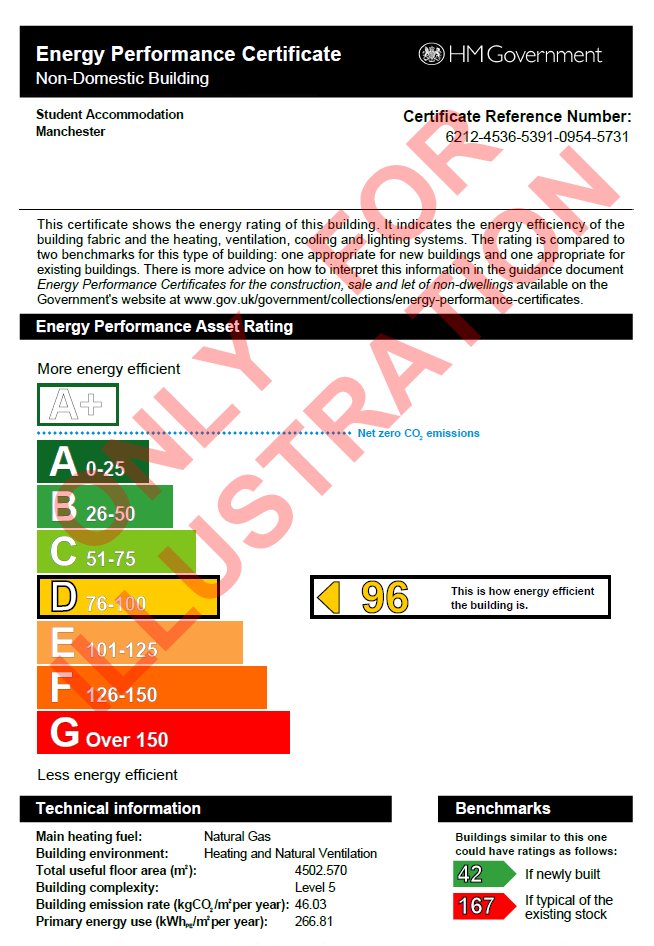 Energy Performance Certificate
HM Government
Non-Domestic Building
Student Accommodation
Manchester
Certificate Reference Number:
6212-4536-5391-0954-5731
This certificate shows the energy rating of this building. It indicates the energy efficiency of the
building fabric and the heating, ventilation, cooling and lighting systems. The rating is compared to
two benchmarks for this type of building: one appropriate for new buildings and one appropriate for
existing buildings. There is more advice on how to interpret this information in the guidance document
Energy Performance Certificates for the construction, sale and let of non-dwellings available on the
Government's website at www.gov.uk/government/collections/energy-performance-certificates.
Energy Performance Asset Rating
More energy efficient
A+
Net zero CO₂ emissions
A 0-25
B 26-50
C 51-75
D 76-100
96
This is how energy efficient
the building is.
E 101-125
F 126-150
G Over 150
Less energy efficient
ONLY FOR
ILLUSTRATION
Technical information
Main heating fuel: Natural Gas
Building environment: Heating and Natural Ventilation
Total useful floor area (m²): 4502.570
Building complexity: Level 5
Building emission rate (kgCO₂/m²per year): 46.03
Primary energy use (kWhPE/m²per year): 266.81
Benchmarks
Buildings similar to this one
could have ratings as follows:
42 If newly built
167 If typical of the
existing stock